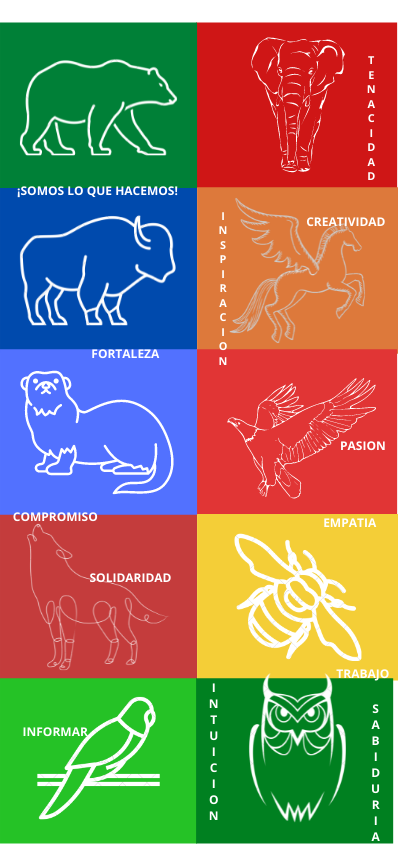 TENACIDAD
¡SOMOS LO QUE HACEMOS!
INSPIRACION
CREATIVIDAD
FORTALEZA
PASION
COMPROMISO
EMPATIA
SOLIDARIDAD
TRABAJO
INFORMAR
INTUICION
SABIDURIA